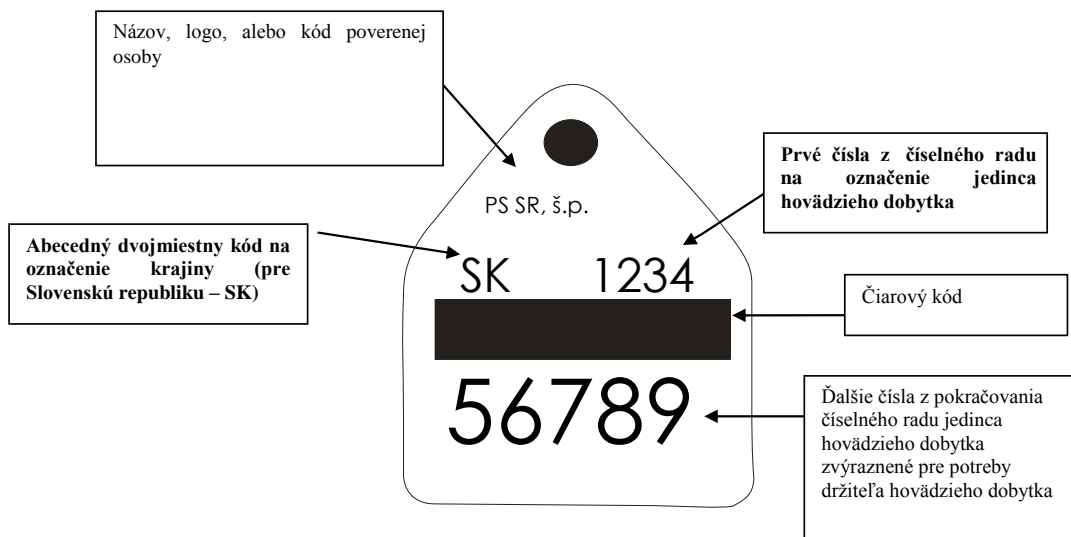 Názov, logo, alebo kód poverenej
osoby
PS SR, š.p.
Prvé čísla z číselného radu
na označenie jedinca
hovädzieho dobytka
Abecedný dvojmiestny kód na
označenie krajiny (pre
Slovenskú republiku – SK)
SK 1234
Čiarový kód
56789
Ďalšie čísla z pokračovania
číselného radu jedinca
hovädzieho dobytka
zvýraznené pre potreby
držiteľa hovädzieho dobytka